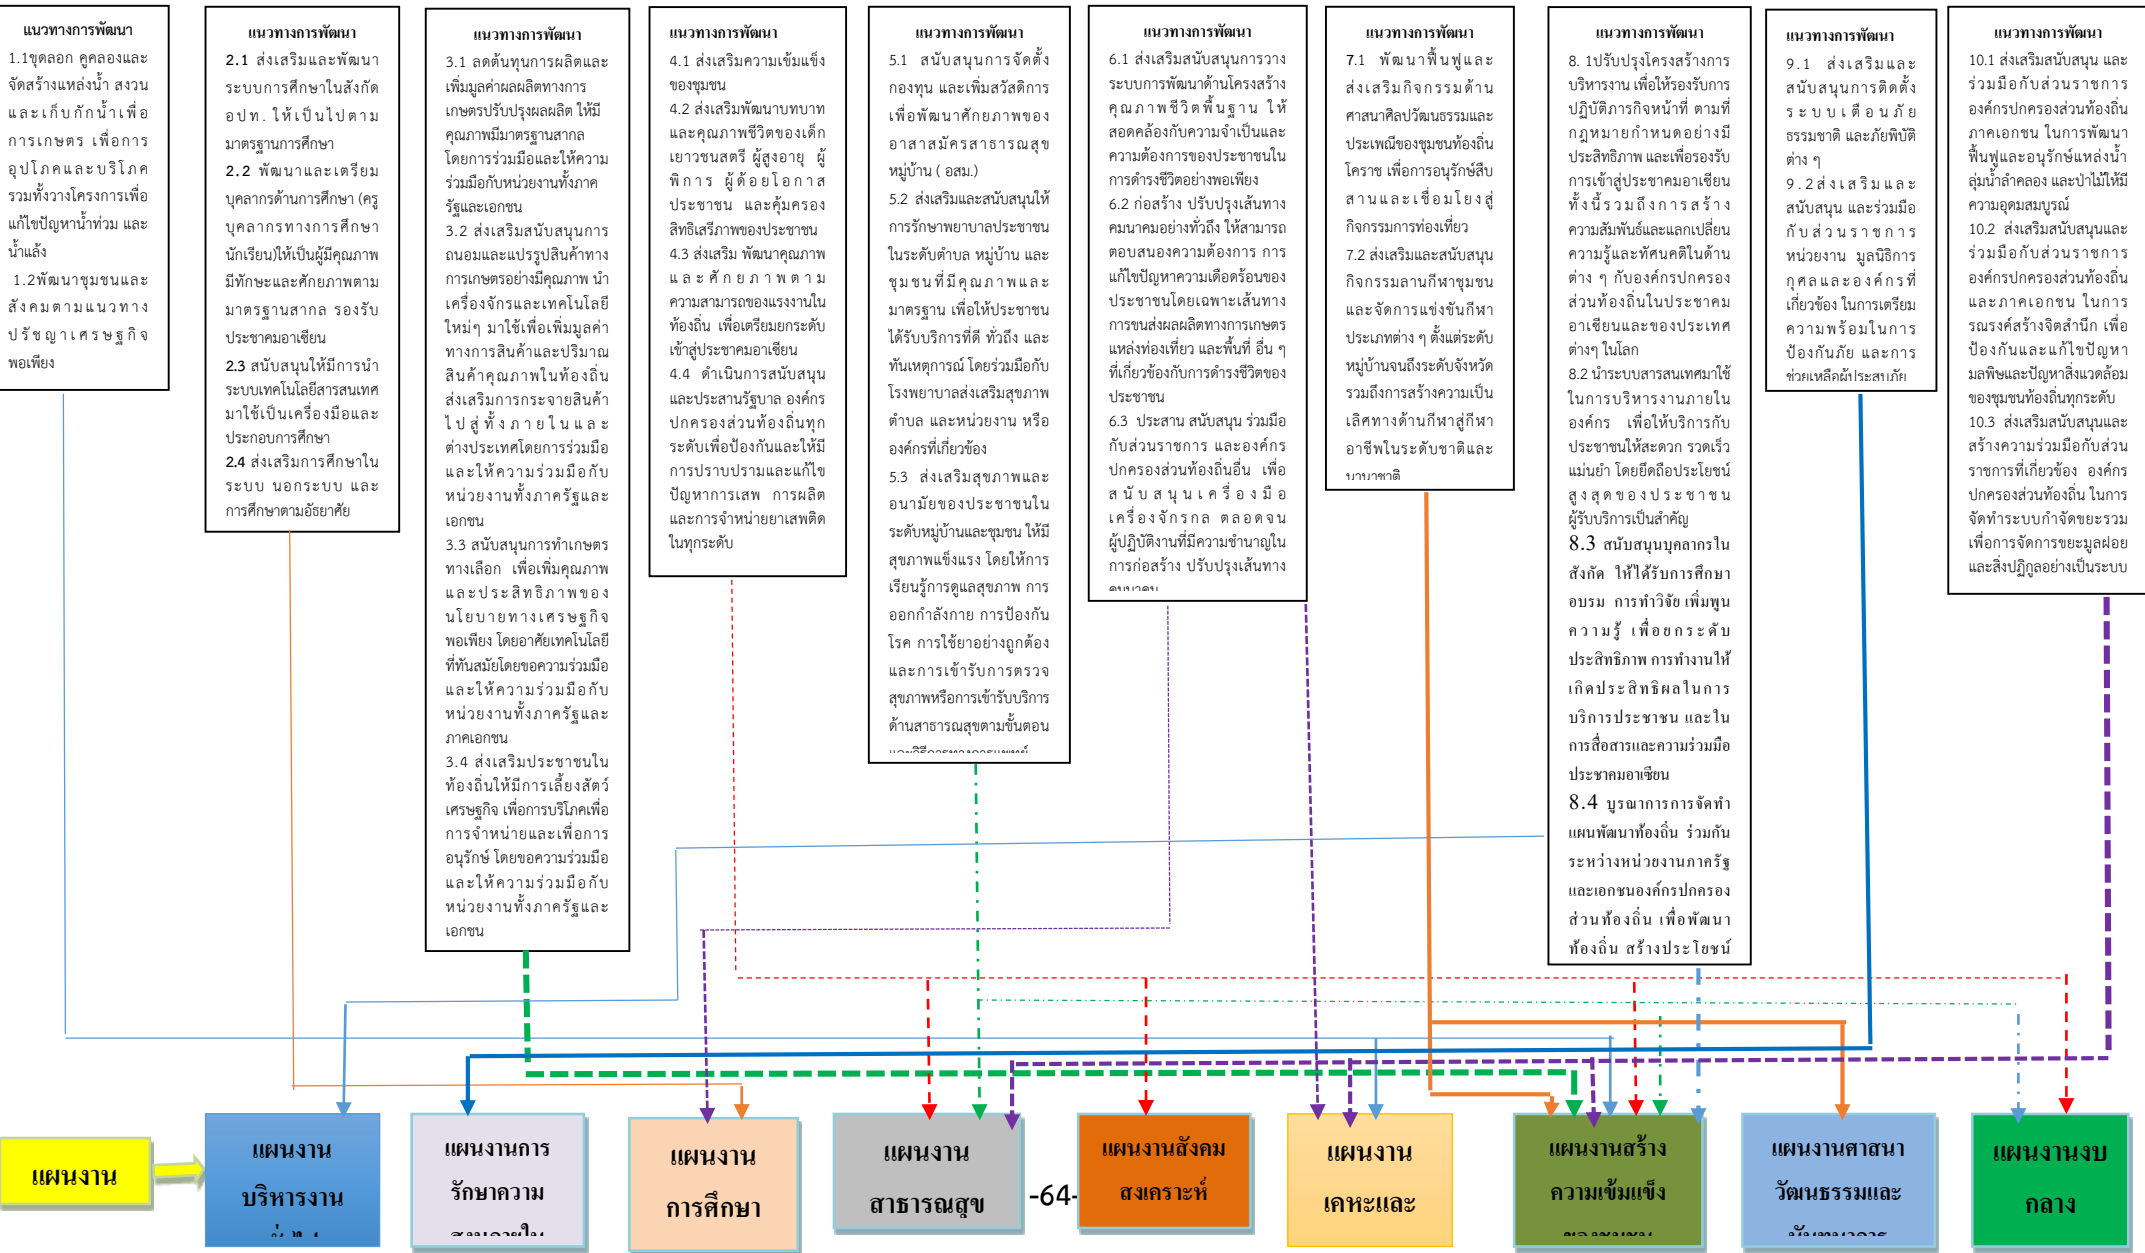 แนวทางการพัฒนา
1.1ขุดลอก คูคลองและ
จัดสร้างแหล่งน้ำ สงวน
และเก็บกักน้ำเพื่อ
การเกษตร เพื่อการ
อุปโภคและบริโภค
รวมทั้งวางโครงการเพื่อ
แก้ไขปัญหาน้ำท่วม และ
น้ำแล้ง
1.2พัฒนาชุมชนและ
สังคมตามแนวทาง
ปรัชญาเศรษฐกิจ
พอเพียง
แนวทางการพัฒนา
2.1 ส่งเสริมและพัฒนา
ระบบการศึกษาในสังกัด
อปท. ให้เป็นไปตาม
มาตรฐานการศึกษา
2.2 พัฒนาและเตรียม
บุคลากรด้านการศึกษา (ครู
บุคลากรทางการศึกษา
นักเรียน)ให้เป็นผู้มีคุณภาพ
มีทักษะและศักยภาพตาม
มาตรฐานสากล รองรับ
ประชาคมอาเซียน
2.3 สนับสนุนให้มีการนำ
ระบบเทคโนโลยีสารสนเทศ
มาใช้เป็นเครื่องมือและ
ประกอบการศึกษา
2.4 ส่งเสริมการศึกษาใน
ระบบ นอกระบบ และ
การศึกษาตามอัธยาศัย
แนวทางการพัฒนา
3.1 ลดต้นทุนการผลิตและ
เพิ่มมูลค่าผลผลิตทางการ
เกษตรปรับปรุงผลผลิต ให้มี
คุณภาพมีมาตรฐานสากล
โดยการร่วมมือและให้ความ
ร่วมมือกับหน่วยงานทั้งภาค
รัฐและเอกชน
3.2 ส่งเสริมสนับสนุนการ
ถนอมและแปรรูปสินค้าทาง
การเกษตรอย่างมีคุณภาพ นำ
เครื่องจักรและเทคโนโลยี
ใหม่ๆ มาใช้เพื่อเพิ่มมูลค่า
ทางการสินค้าและปริมาณ
สินค้าคุณภาพในท้องถิ่น
ส่งเสริมการกระจายสินค้า
ไปสู่ทั้งภายในและ
ต่างประเทศโดยการร่วมมือ
และให้ความร่วมมือกับ
หน่วยงานทั้งภาครัฐและ
เอกชน
3.3 สนับสนุนการทำเกษตร
ทางเลือก เพื่อเพิ่มคุณภาพ
และประสิทธิภาพของ
นโยบายทางเศรษฐกิจ
พอเพียง โดยอาศัยเทคโนโลยี
ที่ทันสมัยโดยขอความร่วมมือ
และให้ความร่วมมือกับ
หน่วยงานทั้งภาครัฐและ
ภาคเอกชน
3.4 ส่งเสริมประชาชนใน
ท้องถิ่นให้มีการเลี้ยงสัตว์
เศรษฐกิจ เพื่อการบริโภคเพื่อ
การจำหน่ายและเพื่อการ
อนุรักษ์ โดยขอความร่วมมือ
และให้ความร่วมมือกับ
หน่วยงานทั้งภาครัฐและ
เอกชน
แนวทางการพัฒนา
4.1 ส่งเสริมความเข้มแข็ง
ของชุมชน
4.2 ส่งเสริมพัฒนาบทบาท
และคุณภาพชีวิตของเด็ก
เยาวชนสตรี ผู้สูงอายุ ผู้
พิการ ผู้ด้อยโอกาส
ประชาชน และคุ้มครอง
สิทธิเสรีภาพของประชาชน
4.3 ส่งเสริม พัฒนาคุณภาพ
และศักยภาพตาม
ความสามารถของแรงงานใน
ท้องถิ่น เพื่อเตรียมยกระดับ
เข้าสู่ประชาคมอาเซียน
4.4 ดำเนินการสนับสนุน
และประสานรัฐบาล องค์กร
ปกครองส่วนท้องถิ่นทุก
ระดับเพื่อป้องกันและให้มี
การปราบปรามและแก้ไข
ปัญหาการเสพ การผลิต
และการจำหน่ายยาเสพติด
ในทุกระดับ
แนวทางการพัฒนา
5.1 สนับสนุนการจัดตั้ง
กองทุน และเพิ่มสวัสดิการ
เพื่อพัฒนาศักยภาพของ
อาสาสมัครสาธารณสุข
หมู่บ้าน ( อสม.)
5.2 ส่งเสริมและสนับสนุนให้
การรักษาพยาบาลประชาชน
ในระดับตำบล หมู่บ้าน และ
ชุมชนที่มีคุณภาพและ
มาตรฐาน เพื่อให้ประชาชน
ได้รับบริการที่ดี ทั่วถึง และ
ทันเหตุการณ์ โดยร่วมมือกับ
โรงพยาบาลส่งเสริมสุขภาพ
ตำบล และหน่วยงาน หรือ
องค์กรที่เกี่ยวข้อง
5.3 ส่งเสริมสุขภาพและ
อนามัยของประชาชนใน
ระดับหมู่บ้านและชุมชน ให้มี
สุขภาพแข็งแรง โดยให้การ
เรียนรู้การดูแลสุขภาพ การ
ออกกำลังกาย การป้องกัน
โรค การใช้ยาอย่างถูกต้อง
และการเข้ารับการตรวจ
สุขภาพหรือการเข้ารับบริการ
ด้านสาธารณสุขตามขั้นตอน
และวิธีการทางการแพทย์
แนวทางการพัฒนา
6.1 ส่งเสริมสนับสนุนการวาง
ระบบการพัฒนาด้านโครงสร้าง
คุณภาพชีวิตพื้นฐาน ให้
สอดคล้องกับความจำเป็นและ
ความต้องการของประชาชนใน
การดำรงชีวิตอย่างพอเพียง
6.2 ก่อสร้าง ปรับปรุงเส้นทาง
คมนาคมอย่างทั่วถึง ให้สามารถ
ตอบสนองความต้องการ การ
แก้ไขปัญหาความเดือดร้อนของ
ประชาชนโดยเฉพาะเส้นทาง
การขนส่งผลผลิตทางการเกษตร
แหล่งท่องเที่ยว และพื้นที่ อื่น ๆ
ที่เกี่ยวข้องกับการดำรงชีวิตของ
ประชาชน
6.3 ประสาน สนับสนุน ร่วมมือ
กับส่วนราชการ และองค์กร
ปกครองส่วนท้องถิ่นอื่น เพื่อ
สนับสนุนเครื่องมือ
เครื่องจักรกล ตลอดจน
ผู้ปฏิบัติงานที่มีความชำนาญใน
การก่อสร้าง ปรับปรุงเส้นทาง
คมนาคม
แนวทางการพัฒนา
7.1 พัฒนาฟื้นฟูและ
ส่งเสริมกิจกรรมด้าน
ศาสนาศิลปวัฒนธรรมและ
ประเพณีของชุมชนท้องถิ่น
โคราช เพื่อการอนุรักษ์สืบ
สานและเชื่อมโยงสู่
กิจกรรมการท่องเที่ยว
7.2 ส่งเสริมและสนับสนุน
กิจกรรมลานกีฬาชุมชน
และจัดการแข่งขันกีฬา
ประเภทต่าง ๆ ตั้งแต่ระดับ
หมู่บ้านจนถึงระดับจังหวัด
รวมถึงการสร้างความเป็น
เลิศทางด้านกีฬาสู่กีฬา
อาชีพในระดับชาติและ
นานาชาติ
แนวทางการพัฒนา
8. 1ปรับปรุงโครงสร้างการ
บริหารงาน เพื่อให้รองรับการ
ปฏิบัติภารกิจหน้าที่ ตามที่
กฎหมายกำหนดอย่างมี
ประสิทธิภาพ และเพื่อรองรับ
การเข้าสู่ประชาคมอาเซียน
ทั้งนี้รวมถึงการสร้าง
ความสัมพันธ์และแลกเปลี่ยน
ความรู้และทัศนคติในด้าน
ต่าง ๆ กับองค์กรปกครอง
ส่วนท้องถิ่นในประชาคม
อาเซียนและของประเทศ
ต่างๆ ในโลก
8.2 นำระบบสารสนเทศมาใช้
ในการบริหารงานภายใน
องค์กร เพื่อให้บริการกับ
ประชาชนให้สะดวก รวดเร็ว
แม่นยำ โดยยึดถือประโยชน์
สูงสุดของประชาชน
ผู้รับบริการเป็นสำคัญ
8.3 สนับสนุนบุคลากรใน
สังกัด ให้ได้รับการศึกษา
อบรม การทำวิจัย เพิ่มพูน
ความรู้ เพื่อยกระดับ
ประสิทธิภาพ การทำงานให้
เกิดประสิทธิผลในการ
บริการประชาชน และใน
การสื่อสารและความร่วมมือ
ประชาคมอาเซียน
8.4 บูรณาการการจัดทำ
แผนพัฒนาท้องถิ่น ร่วมกัน
ระหว่างหน่วยงานภาครัฐ
และเอกชนองค์กรปกครอง
ส่วนท้องถิ่น เพื่อพัฒนา
ท้องถิ่น สร้างประโยชน์
แนวทางการพัฒนา
9.1 ส่งเสริมและ
สนับสนุนการติดตั้ง
ระบบเตือนภัย
ธรรมชาติ และภัยพิบัติ
ต่าง ๆ
9.2ส่งเสริมและ
สนับสนุน และร่วมมือ
กับส่วนราชการ
หน่วยงาน มูลนิธิการ
กุศลและองค์กรที่
เกี่ยวข้อง ในการเตรียม
ความพร้อมในการ
ป้องกันภัย และการ
ช่วยเหลือผู้ประสบภัย
แนวทางการพัฒนา
10.1 ส่งเสริมสนับสนุน และ
ร่วมมือกับส่วนราชการ
องค์กรปกครองส่วนท้องถิ่น
ภาคเอกชน ในการพัฒนา
ฟื้นฟูและอนุรักษ์แหล่งน้ำ
ลุ่มน้ำลำคลอง และป่าไม้ให้มี
ความอุดมสมบูรณ์
10.2 ส่งเสริมสนับสนุนและ
ร่วมมือกับส่วนราชการ
องค์กรปกครองส่วนท้องถิ่น
และภาคเอกชน ในการ
รณรงค์สร้างจิตสำนึก เพื่อ
ป้องกันและแก้ไขปัญหา
มลพิษและปัญหาสิ่งแวดล้อม
ของชุมชนท้องถิ่นทุกระดับ
10.3 ส่งเสริมสนับสนุนและ
สร้างความร่วมมือกับส่วน
ราชการที่เกี่ยวข้อง องค์กร
ปกครองส่วนท้องถิ่น ในการ
จัดทำระบบกำจัดขยะรวม
เพื่อการจัดการขยะมูลฝอย
และสิ่งปฏิกูลอย่างเป็นระบบ
แผนงาน
แผนงาน
บริหารงาน
แผนงานการ
รักษาความ
สงบภายใน
แผนงาน
การศึกษา
แผนงาน
สาธารณสุข
-64-
แผนงานสังคม
สงเคราะห์
แผนงาน
เคหะและ
แผนงานสร้าง
ความเข้มแข็ง
ของชุมชน
แผนงานศาสนา
วัฒนธรรมและ
นันทนาการ
แผนงานงบ
กลาง